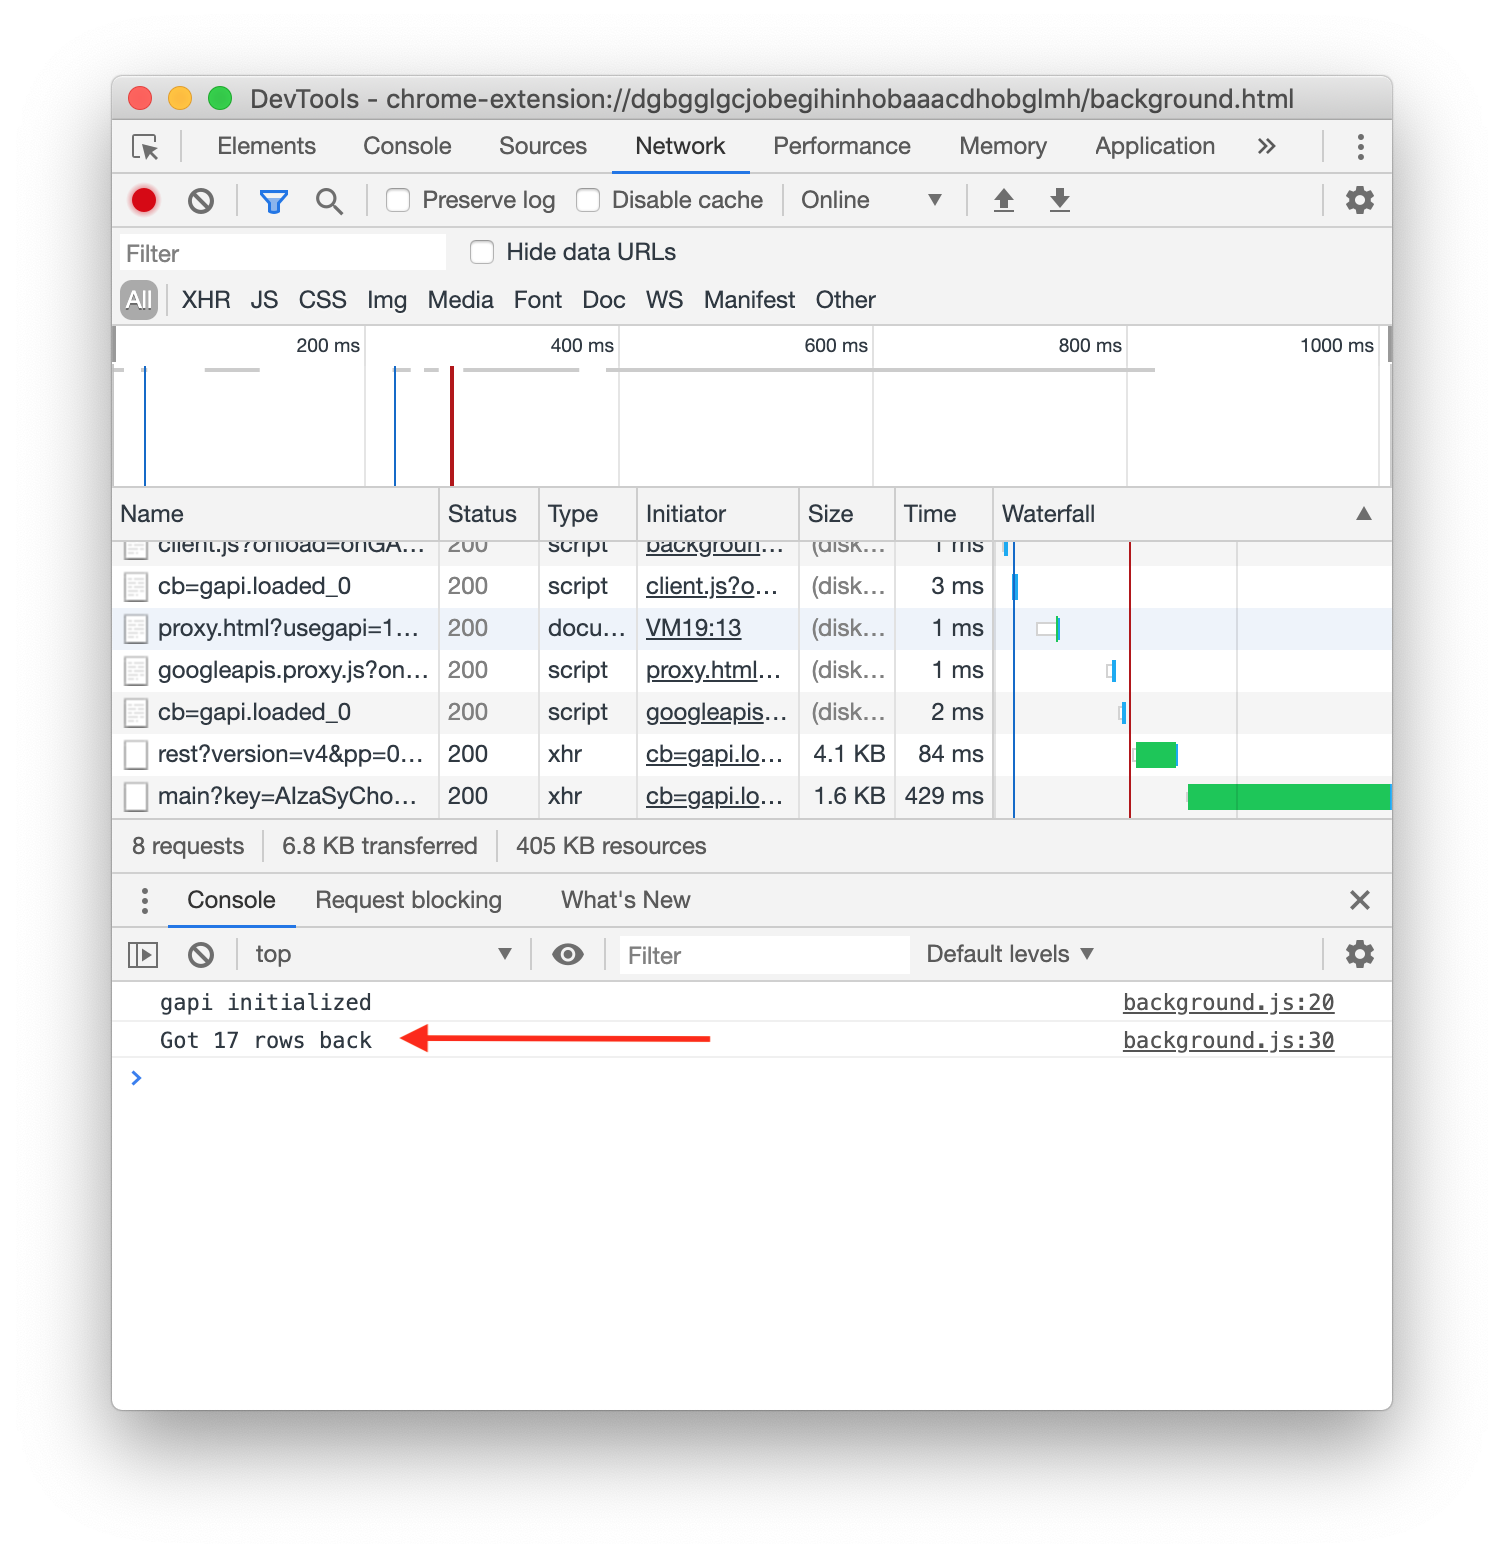 DevTools - chrome-extension://dgbgglgcjobegihinhobaaacdhobglmh/background.html
Elements Console Sources Network Performance Memory Application »
Preserve log Disable cache Online
Filter Hide data URLs
All XHR JS CSS Img Media Font Doc WS Manifest Other
200 ms 400 ms 600 ms 800 ms 1000 ms
Name Status Type Initiator Size Time Waterfall
client.js?onload=onGA... 200 script backgroun... (disk... 1 ms
cb=gapi.loaded_0 200 script client.js?o... (disk... 3 ms
proxy.html?usegapi=1... 200 docu... VM19:13 (disk... 1 ms
googleapis.proxy.js?on... 200 script proxy.html... (disk... 1 ms
cb=gapi.loaded_0 200 script googleapis... (disk... 2 ms
rest?version=v4&pp=0... 200 xhr cb=gapi.lo... 4.1 KB 84 ms
main?key=AIzaSyCho... 200 xhr cb=gapi.lo... 1.6 KB 429 ms
8 requests 6.8 KB transferred 405 KB resources
Console Request blocking What's New
top Filter Default levels
gapi initialized background.js:20
Got 17 rows back background.js:30